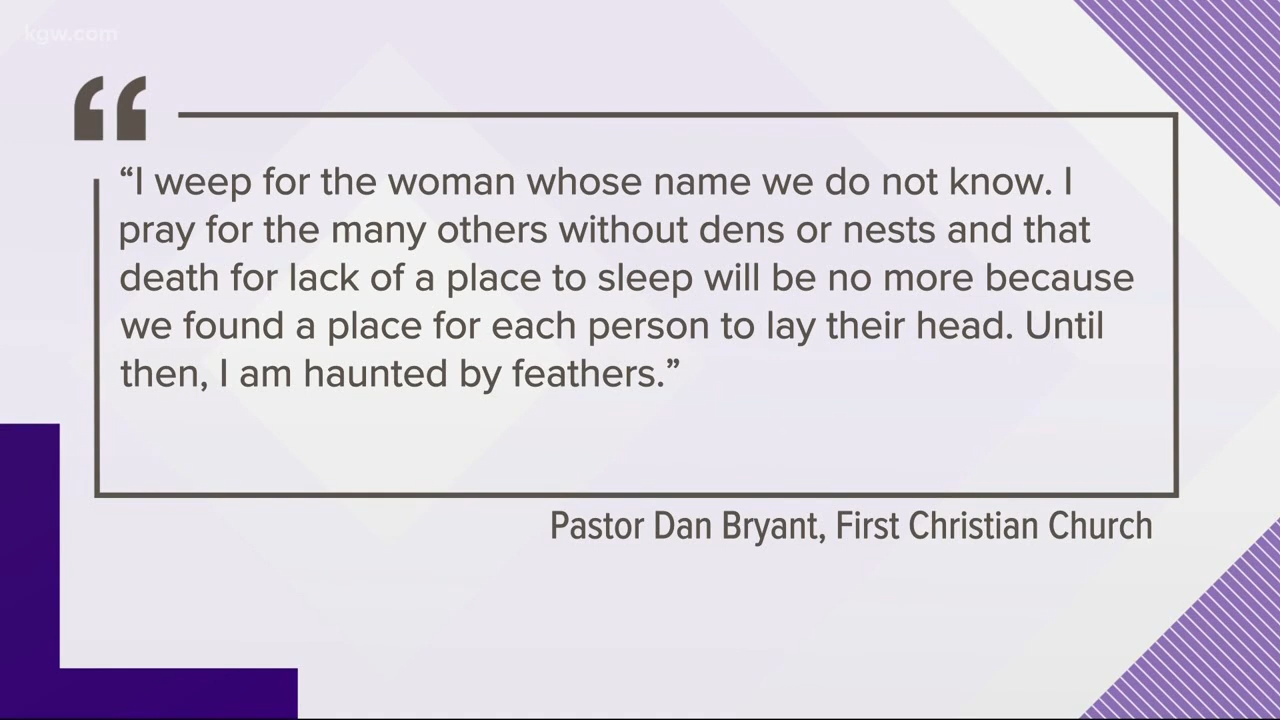 kgw.com
“
“I weep for the woman whose name we do not know. I
pray for the many others without dens or nests and that
death for lack of a place to sleep will be no more because
we found a place for each person to lay their head. Until
then, I am haunted by feathers.”
Pastor Dan Bryant, First Christian Church